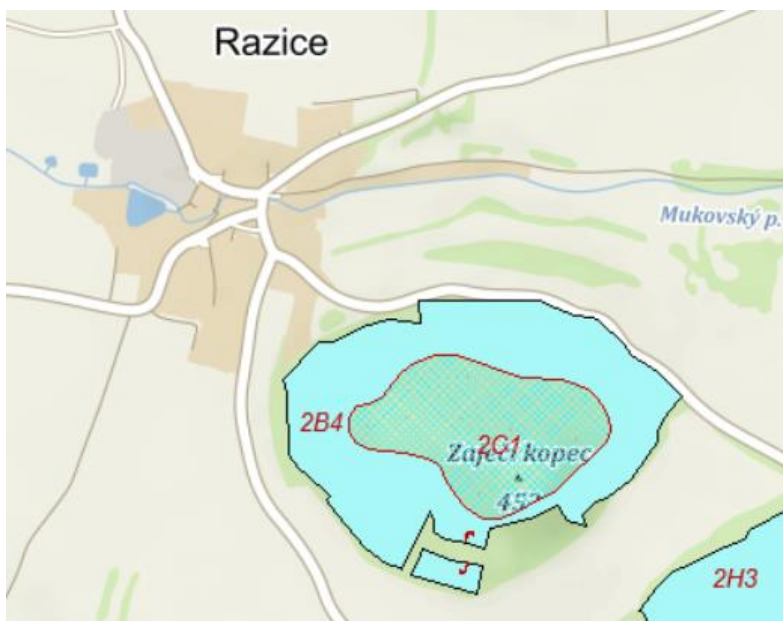 Razice
Mukovský p.
2B4
2C1
Zaječí kopec
2H3